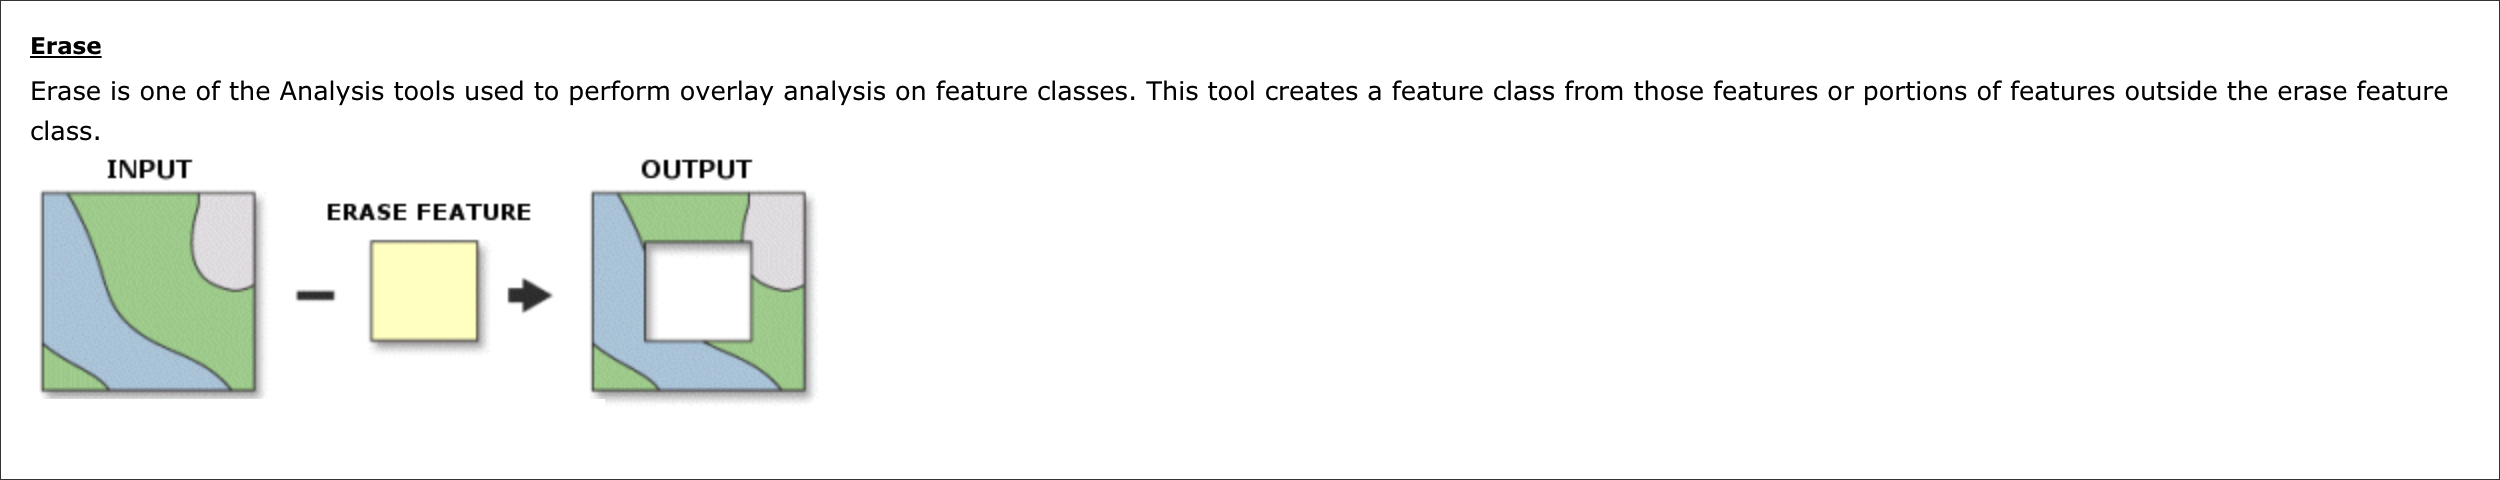 Erase
Erase is one of the Analysis tools used to perform overlay analysis on feature classes. This tool creates a feature class from those features or portions of features outside the erase feature
class.
INPUT
OUTPUT
ERASE FEATURE